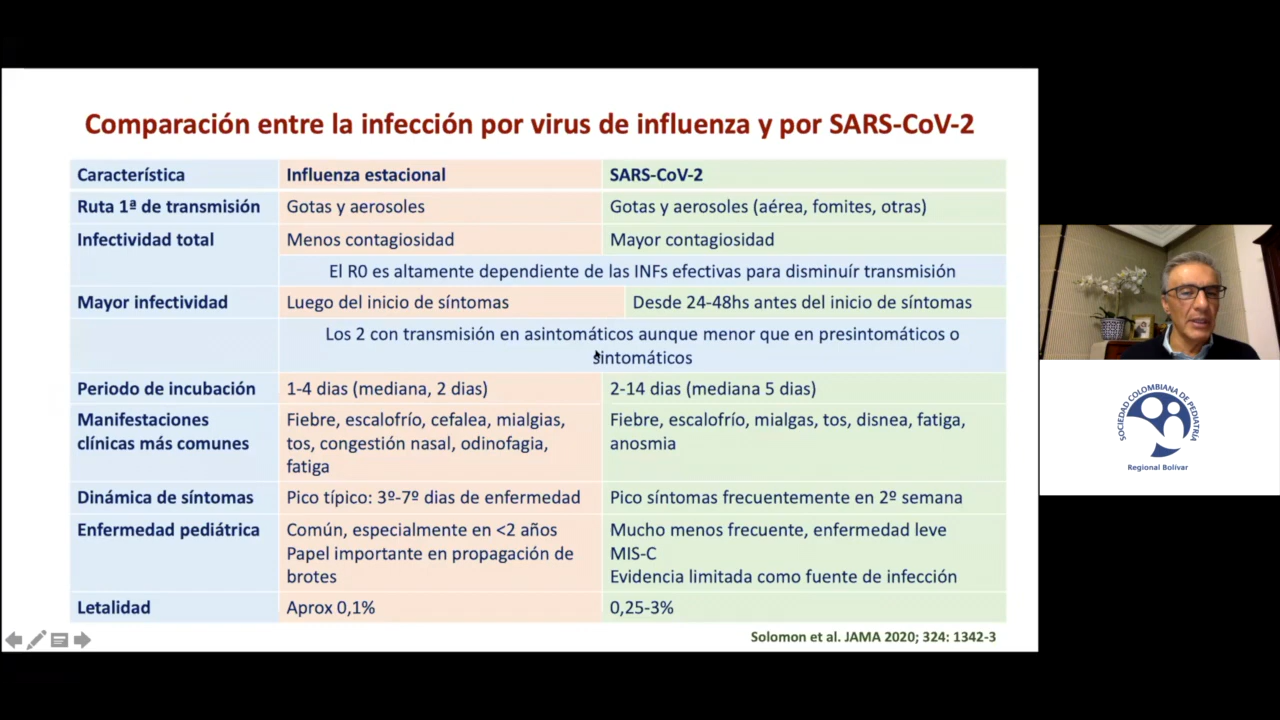 Comparación entre la infección por virus de influenza y por SARS-CoV-2
Característica
Influenza estacional
SARS-CoV-2
Ruta 1ª de transmisión
Gotas y aerosoles
Gotas y aerosoles (aérea, fomites, otras)
Infectividad total
Menos contagiosidad
Mayor contagiosidad
El R0 es altamente dependiente de las INFs efectivas para disminuír transmisión
Mayor infectividad
Luego del inicio de síntomas
Desde 24-48hs antes del inicio de síntomas
Los 2 con transmisión en asintomáticos aunque menor que en presintomáticos o
sintomáticos
Periodo de incubación
1-4 dias (mediana, 2 dias)
2-14 dias (mediana 5 dias)
Manifestaciones
clínicas más comunes
Fiebre, escalofrío, cefalea, mialgias,
tos, congestión nasal, odinofagia,
fatiga
Fiebre, escalofrío, mialgas, tos, disnea, fatiga,
anosmia
Dinámica de síntomas
Pico típico: 3º-7º dias de enfermedad
Pico síntomas frecuentemente en 2º semana
Enfermedad pediátrica
Común, especialmente en <2 años
Papel importante en propagación de
brotes
Mucho menos frecuente, enfermedad leve
MIS-C
Evidencia limitada como fuente de infección
Letalidad
Aprox 0,1%
0,25-3%
Solomon et al. JAMA 2020; 324: 1342-3
SOCIEDAD COLOMBIANA DE PEDIATRÍA
Regional Bolívar